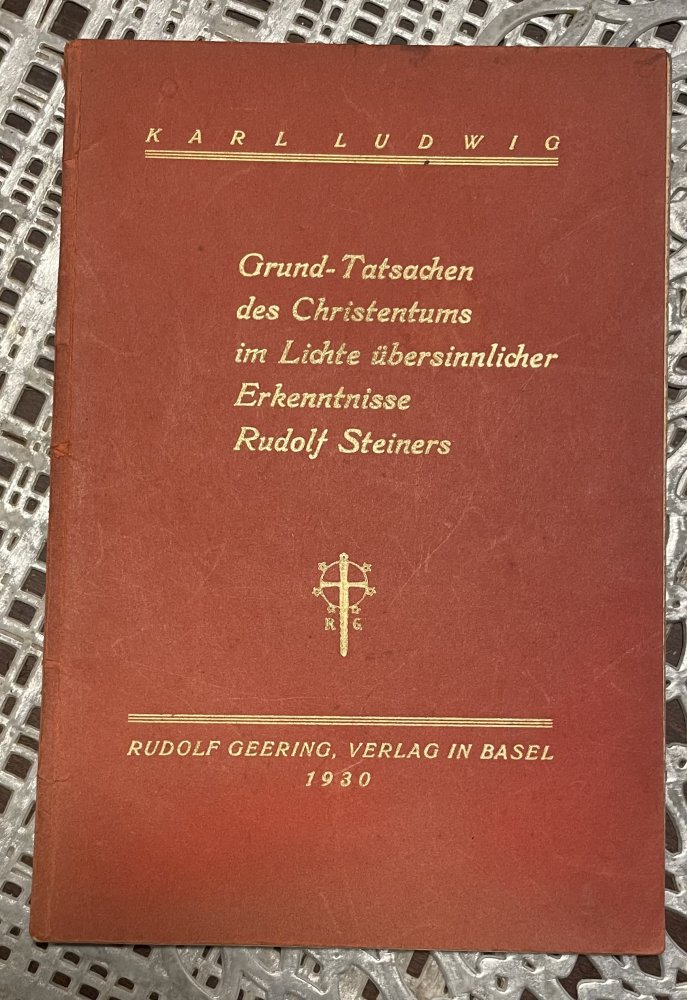 KARL LUDWIG
Grund-Tatsachen
des Christentums
im Lichte übersinnlicher
Erkenntnisse
Rudolf Steiners
R G
RUDOLF GEERING, VERLAG IN BASEL
1930